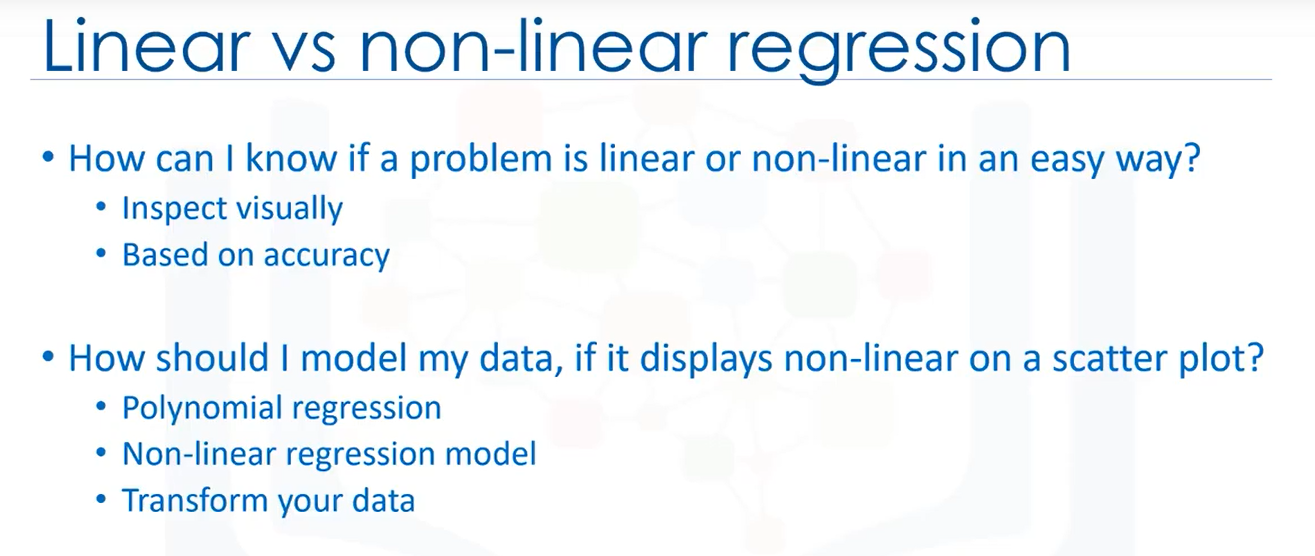 Linear vs non-linear regression
• How can I know if a problem is linear or non-linear in an easy way?
• Inspect visually
• Based on accuracy
• How should I model my data, if it displays non-linear on a scatter plot?
• Polynomial regression
• Non-linear regression model
• Transform your data